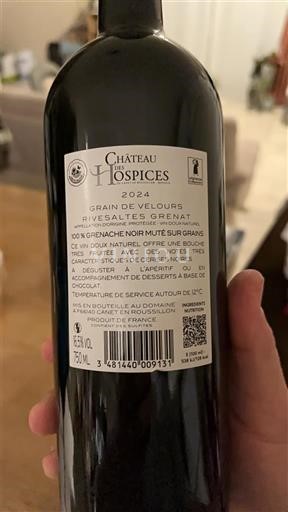 CHÂTEAU
DES
HOSPICES
2024
GRAIN DE VELOURS
RIVESALTES GRENAT
APPELLATION D'ORIGINE PROTÉGÉE - VIN DOUX NATUREL
100 % GRENACHE NOIR MUTÉ SUR GRAINS
CE VIN DOUX NATUREL OFFRE UNE BOUCHE
TRÈS FRUITÉE AVEC DES NOTES TRÈS
CARACTÉRISTIQUES DE CERISES NOIRES.
À DÉGUSTER À L'APÉRITIF OU EN
ACCOMPAGNEMENT DE DESSERTS À BASE DE
CHOCOLAT.
TEMPÉRATURE DE SERVICE AUTOUR DE 12°C.
MIS EN BOUTEILLE AU DOMAINE
À F66140 CANET EN ROUSSILLON
PRODUIT DE FRANCE
CONTIENT DES SULFITES
INGRÉDIENTS
NUTRITION
16,5% VOL
750 ML
3 481440 009131
E (100 ml) :